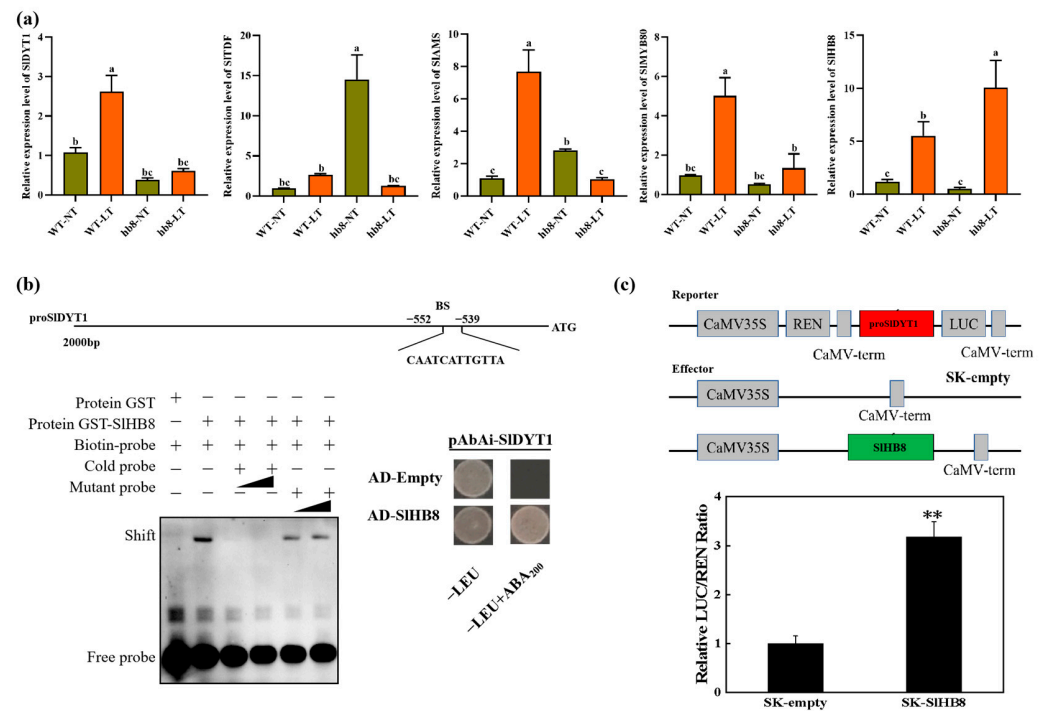 (a)
Relative expression level of SlDYT1
4
3
2
1
0
b
a
bc
bc
WT-NT
WT-LT
hb8-NT
hb8-LT
Relative expression level of SlTDF
20
15
10
5
0
bc
b
a
bc
WT-NT
WT-LT
hb8-NT
hb8-LT
Relative expression level of SlAMS
10
8
6
4
2
0
c
a
b
c
WT-NT
WT-LT
hb8-NT
hb8-LT
Relative expression level of SlMYB80
8
6
4
2
0
bc
a
bc
b
WT-NT
WT-LT
hb8-NT
hb8-LT
Relative expression level of SlHB8
15
10
5
0
c
b
c
a
WT-NT
WT-LT
hb8-NT
hb8-LT
(b)
BS
proSlDYT1
−552
−539
ATG
2000bp
CAATCATTGTTA
Protein GST + − − − − −
Protein GST-SlHB8 − + + + + +
Biotin-probe + + + + + +
Cold probe − − + + − −
Mutant probe − − − − + +
Shift
Free probe
pAbAi-SlDYT1
AD-Empty
AD-SlHB8
−LEU
−LEU+ABA200
(c)
Reporter
CaMV35S
REN
proSlDYT1
LUC
CaMV-term
CaMV-term
Effector
SK-empty
CaMV35S
CaMV-term
CaMV35S
SlHB8
CaMV-term
Relative LUC/REN Ratio
4
3
2
1
0
**
SK-empty
SK-SlHB8